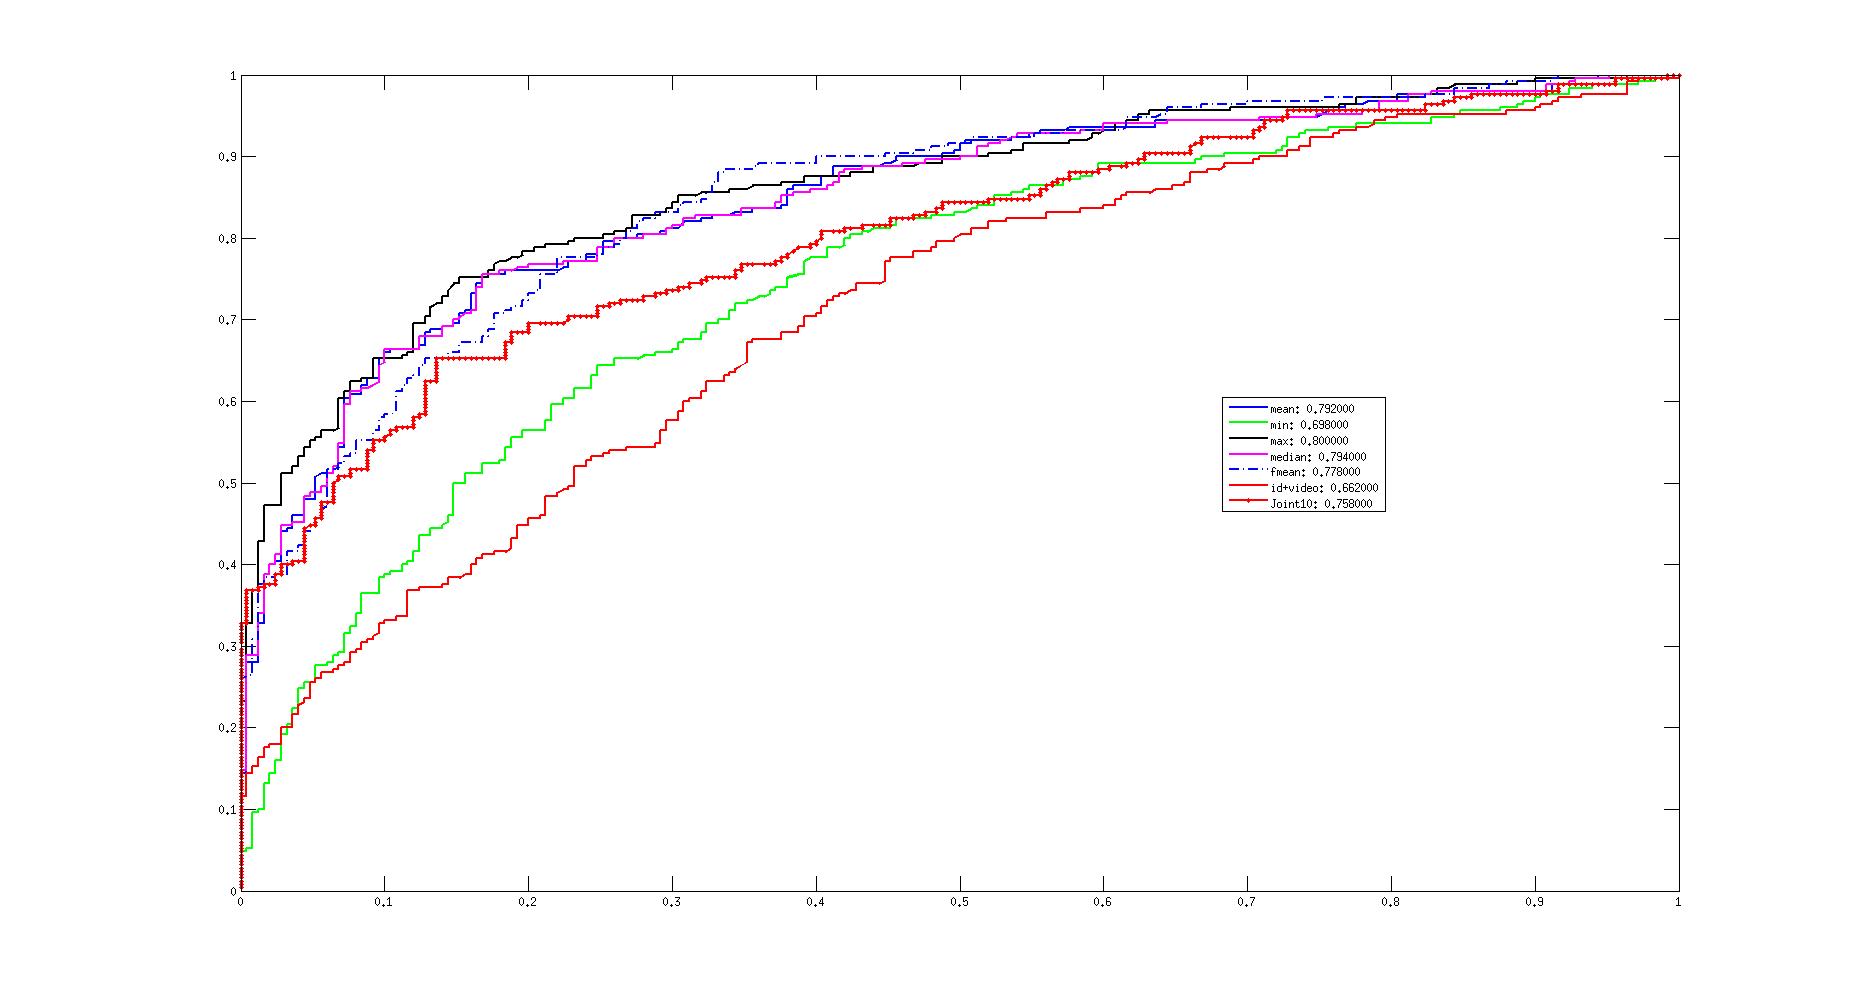 1
0.9
0.8
0.7
0.6
0.5
0.4
0.3
0.2
0.1
0
0 0.1 0.2 0.3 0.4 0.5 0.6 0.7 0.8 0.9 1
mean: 0.792000
min: 0.698000
max: 0.800000
median: 0.794000
fmean: 0.778000
id+video: 0.662000
Joint10: 0.758000